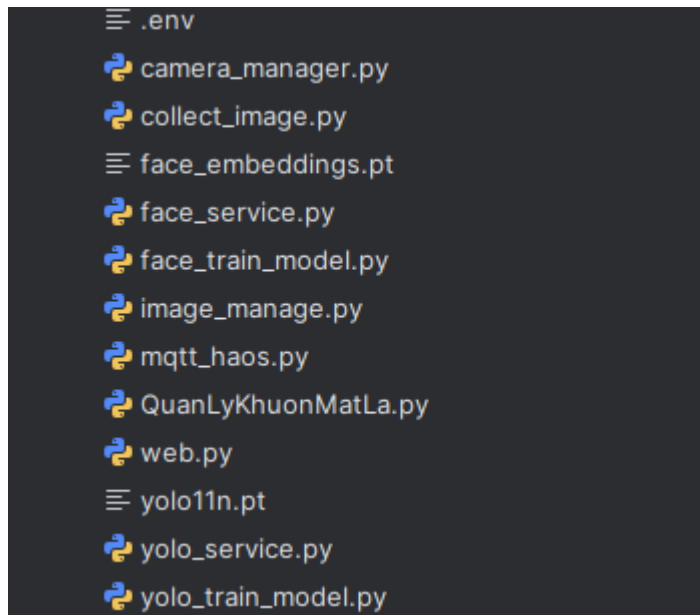 .env
camera_manager.py
collect_image.py
face_embeddings.pt
face_service.py
face_train_model.py
image_manage.py
mqtt_haos.py
QuanLyKhuonMatLa.py
web.py
yolo11n.pt
yolo_service.py
yolo_train_model.py